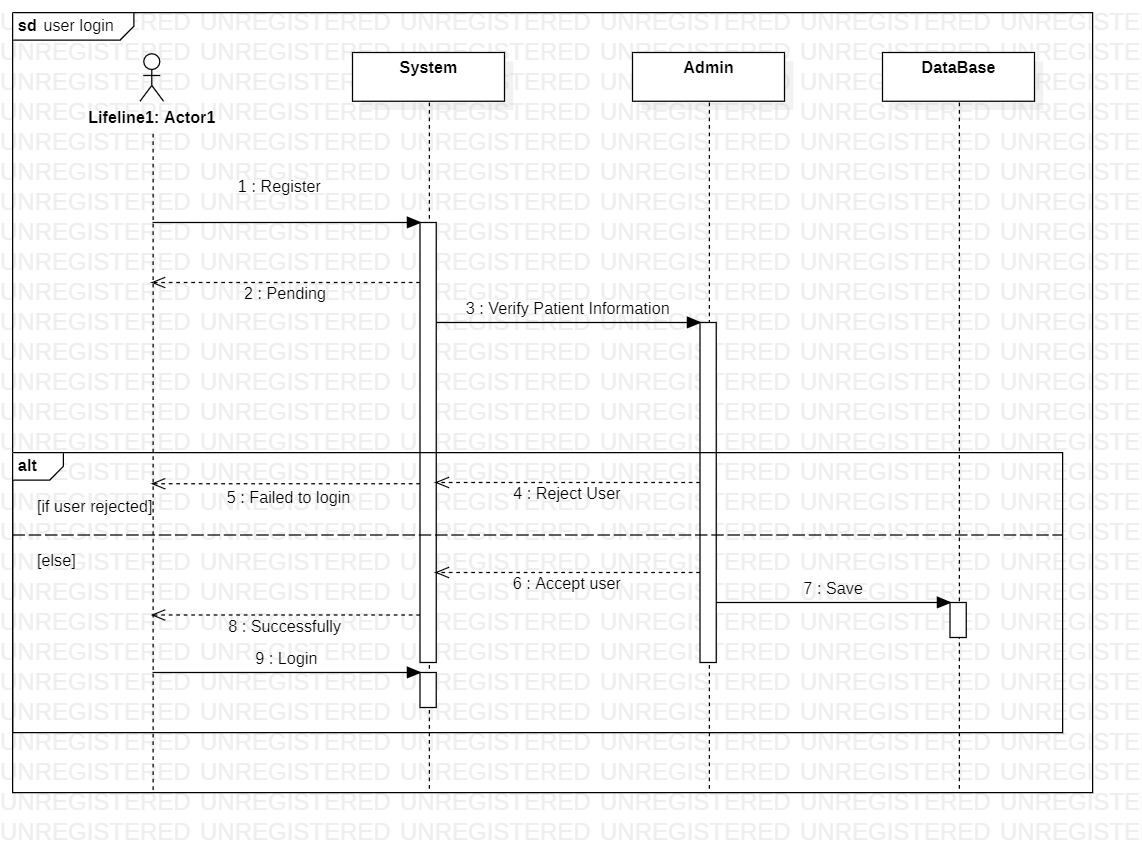 sd user login
System
Admin
DataBase
Lifeline1: Actor1
1 : Register
2 : Pending
3 : Verify Patient Information
alt
4 : Reject User
5 : Failed to login
[if user rejected]
[else]
6 : Accept user
7 : Save
8 : Successfully
9 : Login
UNREGISTERED